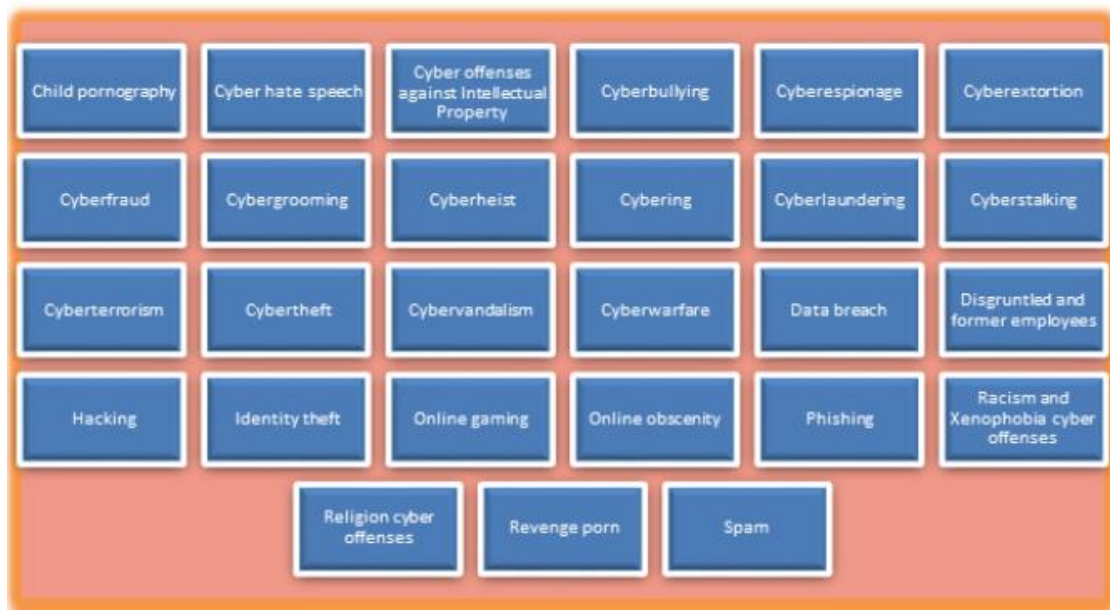 Child pornography
Cyber hate speech
Cyber offenses
against Intellectual
Property
Cyberbullying
Cyberespionage
Cyberextortion
Cyberfraud
Cybergrooming
Cyberheist
Cybering
Cyberlaundering
Cyberstalking
Cyberterrorism
Cybertheft
Cybervandalism
Cyberwarfare
Data breach
Disgruntled and
former employees
Hacking
Identity theft
Online gaming
Online obscenity
Phishing
Racism and
Xenophobia cyber
offenses
Religion cyber
offenses
Revenge porn
Spam